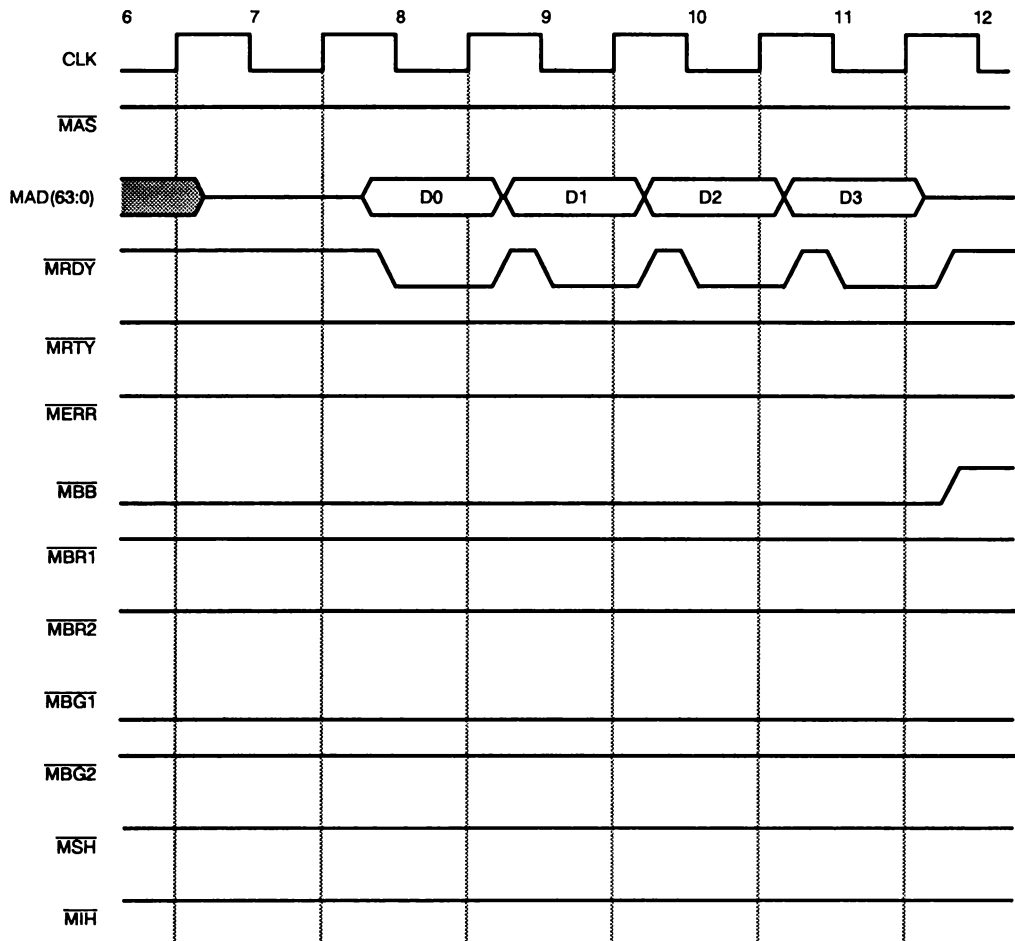 6 7 8 9 10 11 12
CLK
MAS
MAD(63:0) D0 D1 D2 D3
MRDY
MRTY
MERR
MBB
MBR1
MBR2
MBG1
MBG2
MSH
MIH